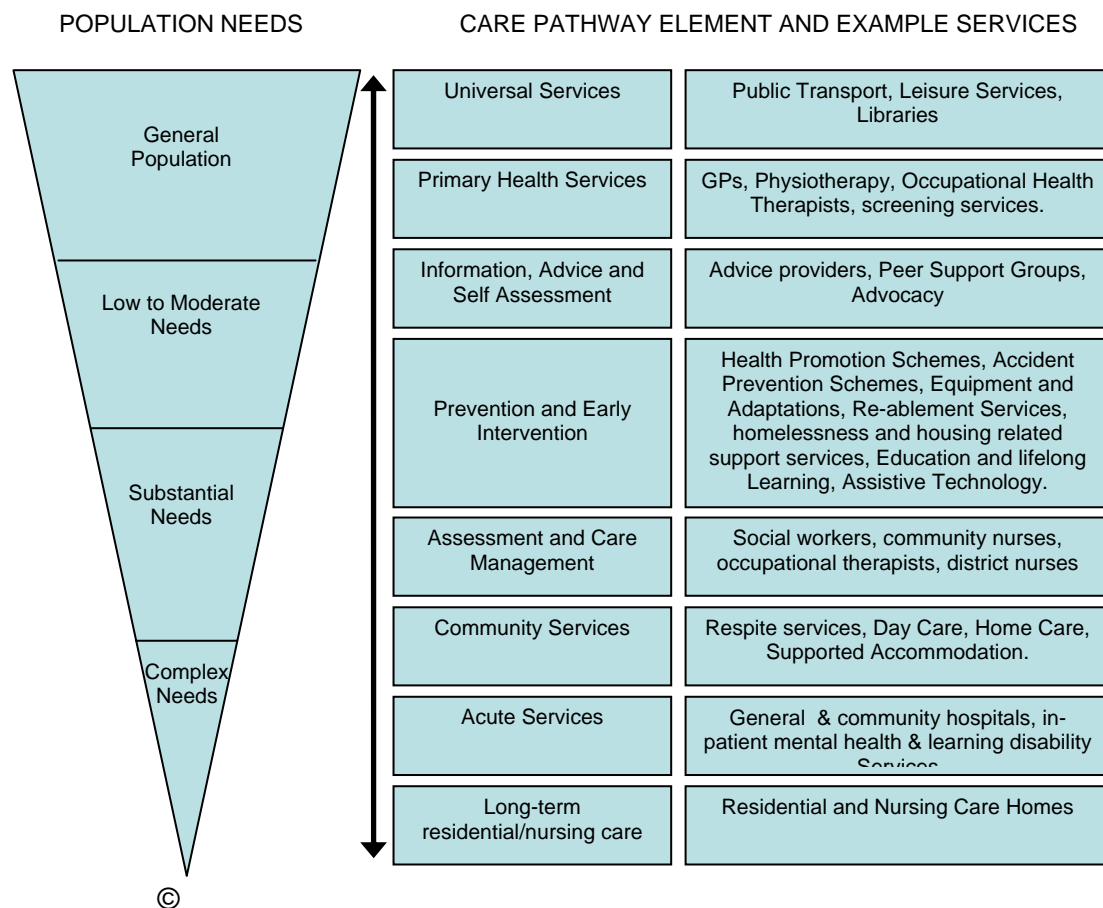 POPULATION NEEDS
CARE PATHWAY ELEMENT AND EXAMPLE SERVICES
General
Population
Low to Moderate
Needs
Substantial
Needs
Complex
Needs
©
Universal Services
Public Transport, Leisure Services,
Libraries
Primary Health Services
GPs, Physiotherapy, Occupational Health
Therapists, screening services.
Information, Advice and
Self Assessment
Advice providers, Peer Support Groups,
Advocacy
Prevention and Early
Intervention
Health Promotion Schemes, Accident
Prevention Schemes, Equipment and
Adaptations, Re-ablement Services,
homelessness and housing related
support services, Education and lifelong
Learning, Assistive Technology.
Assessment and Care
Management
Social workers, community nurses,
occupational therapists, district nurses
Community Services
Respite services, Day Care, Home Care,
Supported Accommodation.
Acute Services
General & community hospitals, in-
patient mental health & learning disability
Services
Long-term
residential/nursing care
Residential and Nursing Care Homes